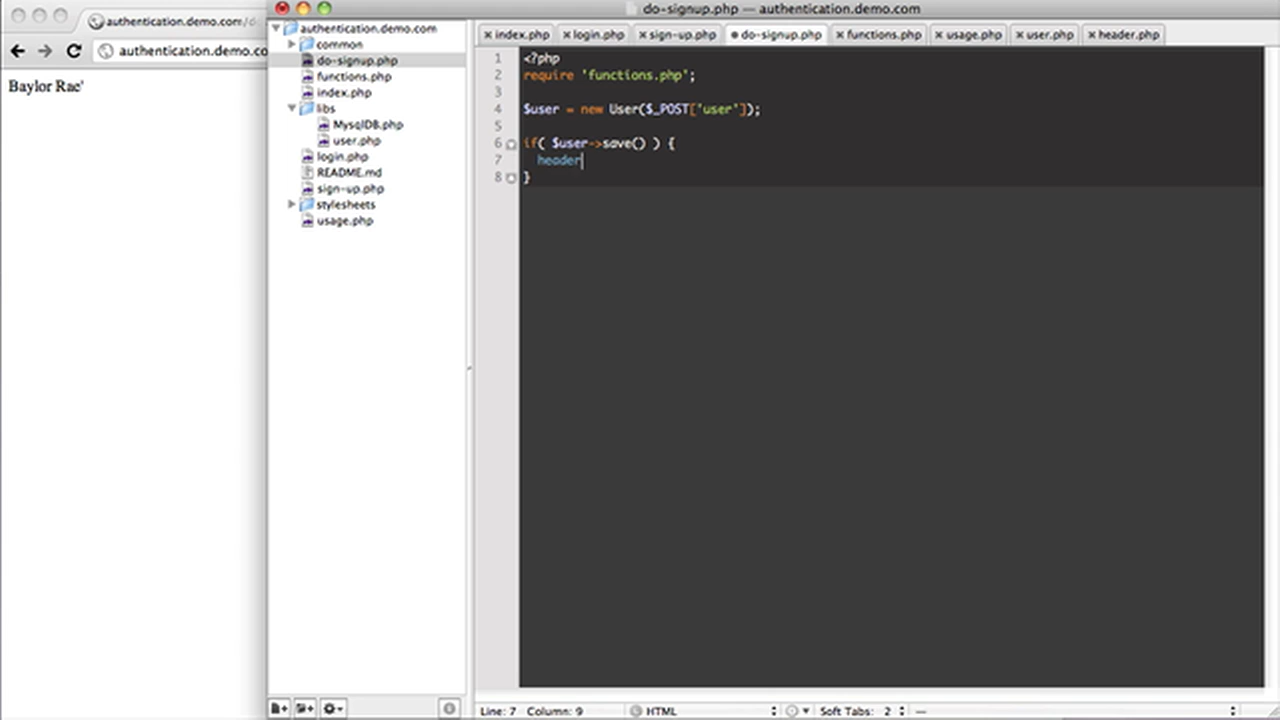 do-signup.php — authentication.demo.com
authentication.demo.com/d
authentication.demo.co
Baylor Rae'
authentication.demo.com
common
do-signup.php
functions.php
index.php
libs
MysqlDB.php
user.php
login.php
README.md
sign-up.php
stylesheets
usage.php
index.php
login.php
sign-up.php
do-signup.php
functions.php
usage.php
user.php
header.php
1 <?php
2 require 'functions.php';
3
4 $user = new User($_POST['user']);
5
6 if( $user->save() ) {
7 header
8 }
Line: 7 Column: 9
HTML
Soft Tabs: 2
—